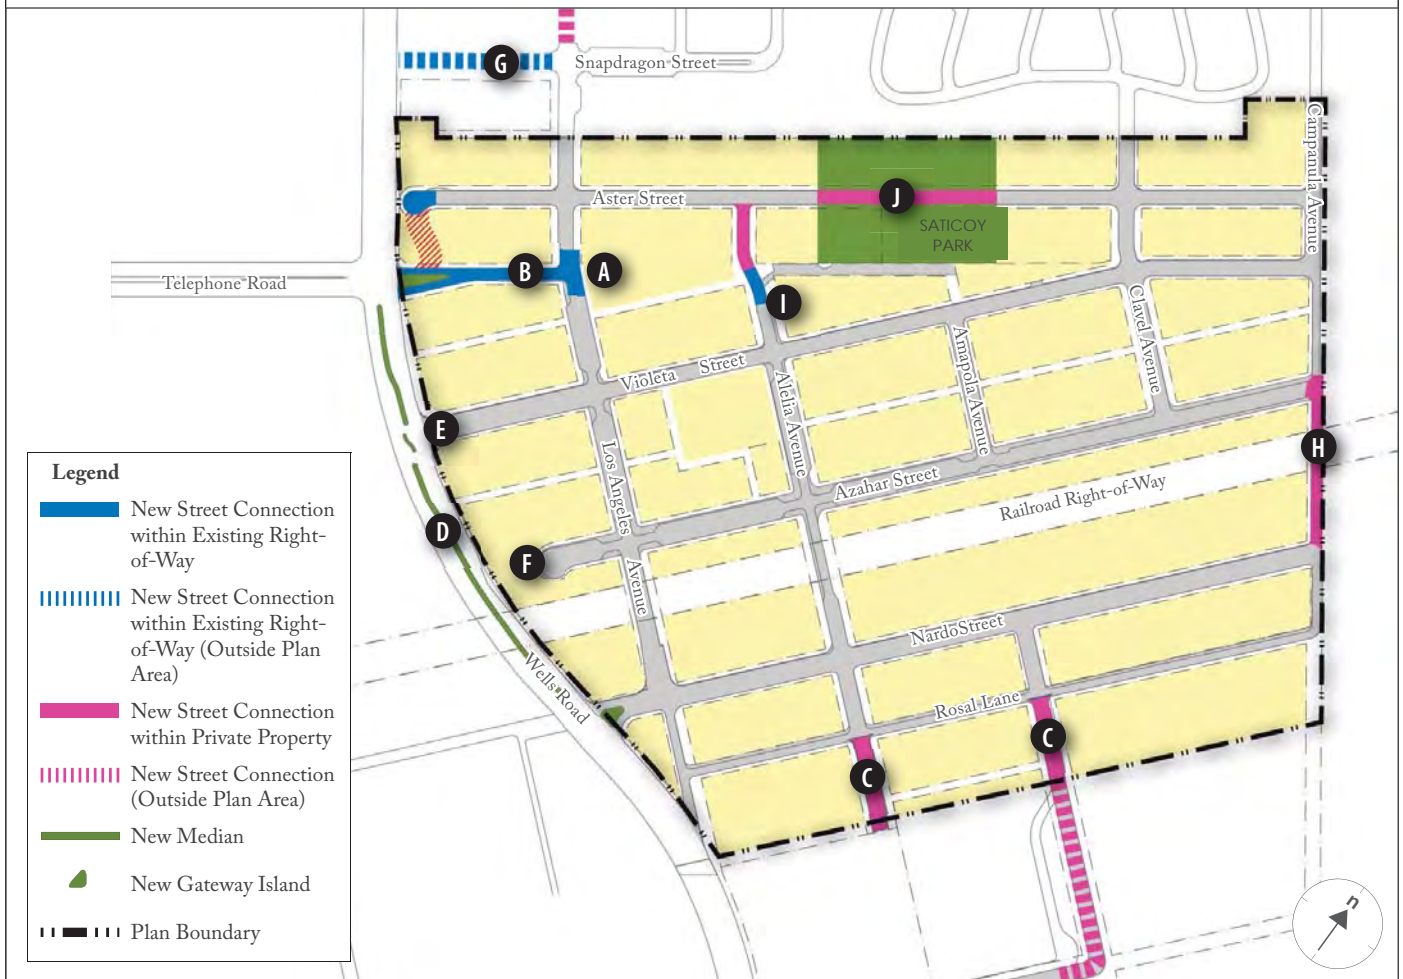 G
Snapdragon Street
Campanula Avenue
Aster Street
J
SATICOY
PARK
Telephone Road
B
A
I
Clavel Avenue
Violeta Street
Amapola Avenue
Alelia Avenue
E
Los Angeles
Avenue
H
Azahar Street
Railroad Right-of-Way
D
F
Nardo Street
Wells Road
Rosal Lane
C
C
n
Legend
New Street Connection
within Existing Right-
of-Way
New Street Connection
within Existing Right-
of-Way (Outside Plan
Area)
New Street Connection
within Private Property
New Street Connection
(Outside Plan Area)
New Median
New Gateway Island
Plan Boundary